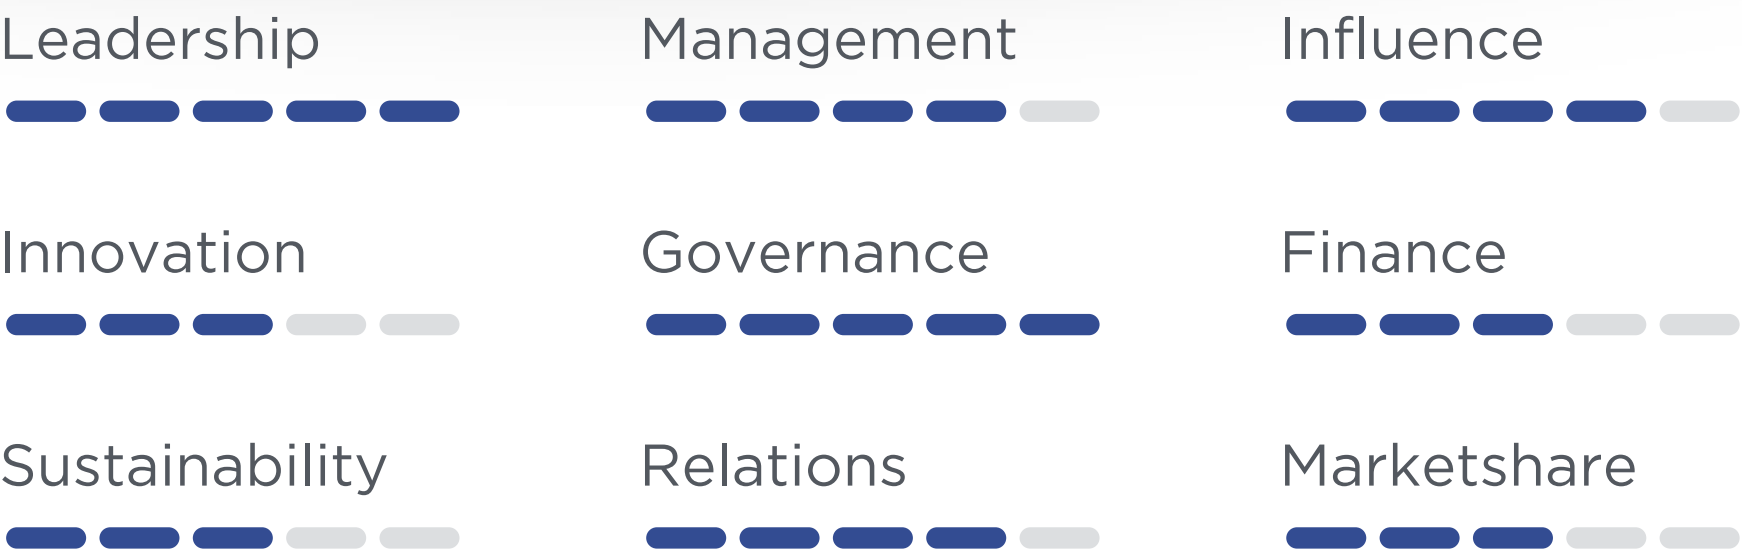 Leadership
Management
Influence
Innovation
Governance
Finance
Sustainability
Relations
Marketshare